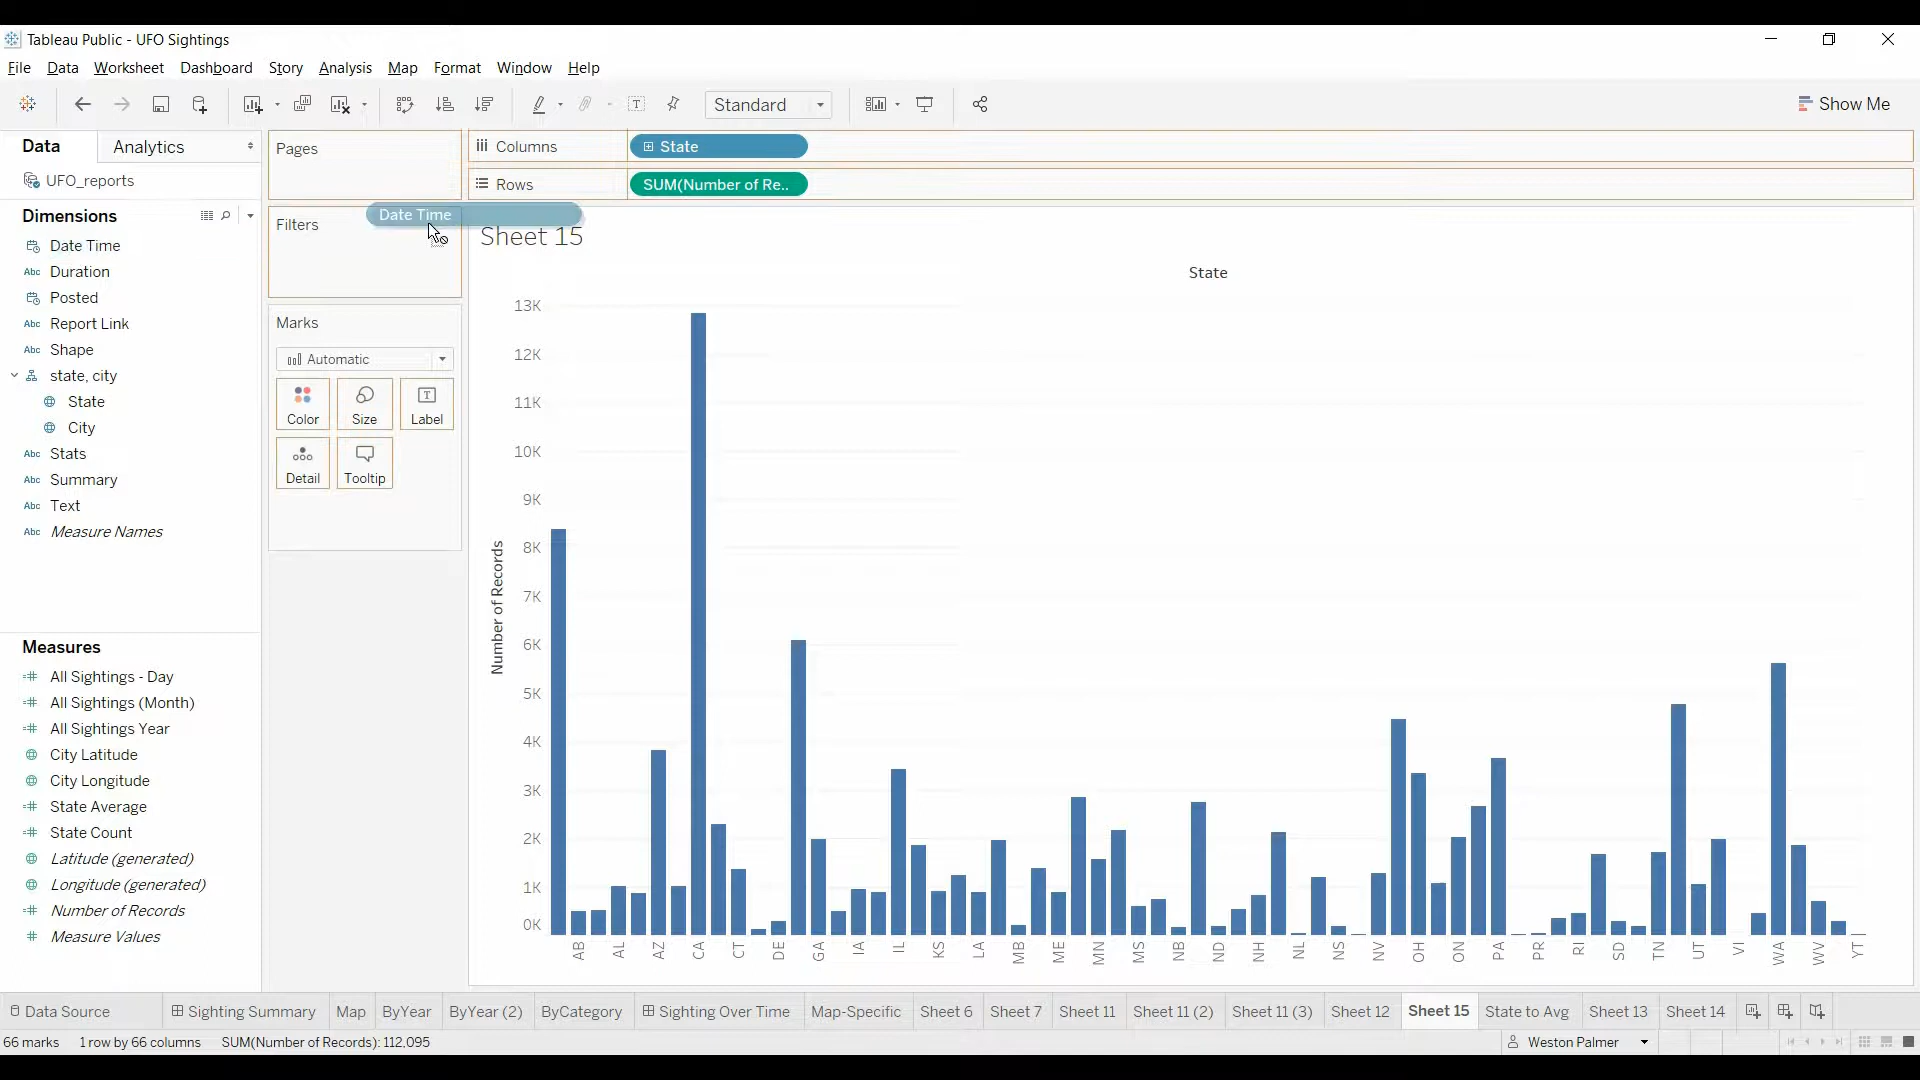 Tableau Public - UFO Sightings
File Data Worksheet Dashboard Story Analysis Map Format Window Help
Standard
Show Me
Data
Analytics
Pages
Columns
State
UFO_reports
Rows
SUM(Number of Re..
Dimensions
Date Time
Filters
Sheet 15
Date Time
Abc Duration
Posted
Abc Report Link
Abc Shape
state, city
State
City
Abc Stats
Abc Summary
Abc Text
Abc Measure Names
Marks
Automatic
Color
Size
Label
Detail
Tooltip
Measures
All Sightings - Day
All Sightings (Month)
All Sightings Year
City Latitude
City Longitude
State Average
State Count
Latitude (generated)
Longitude (generated)
Number of Records
Measure Values
State
Number of Records
13K
12K
11K
10K
9K
8K
7K
6K
5K
4K
3K
2K
1K
0K
AB AL AZ CA CT DE GA IA IL KS LA MB ME MN MS NB ND NH NL NS NV OH ON PA PR RI SD TN UT VI WA WV YT
Data Source Sighting Summary Map ByYear ByYear (2) ByCategory Sighting Over Time Map-Specific Sheet 6 Sheet 7 Sheet 11 Sheet 11 (2) Sheet 11 (3) Sheet 12 Sheet 15 State to Avg Sheet 13 Sheet 14
66 marks 1 row by 66 columns SUM(Number of Records): 112,095
Weston Palmer